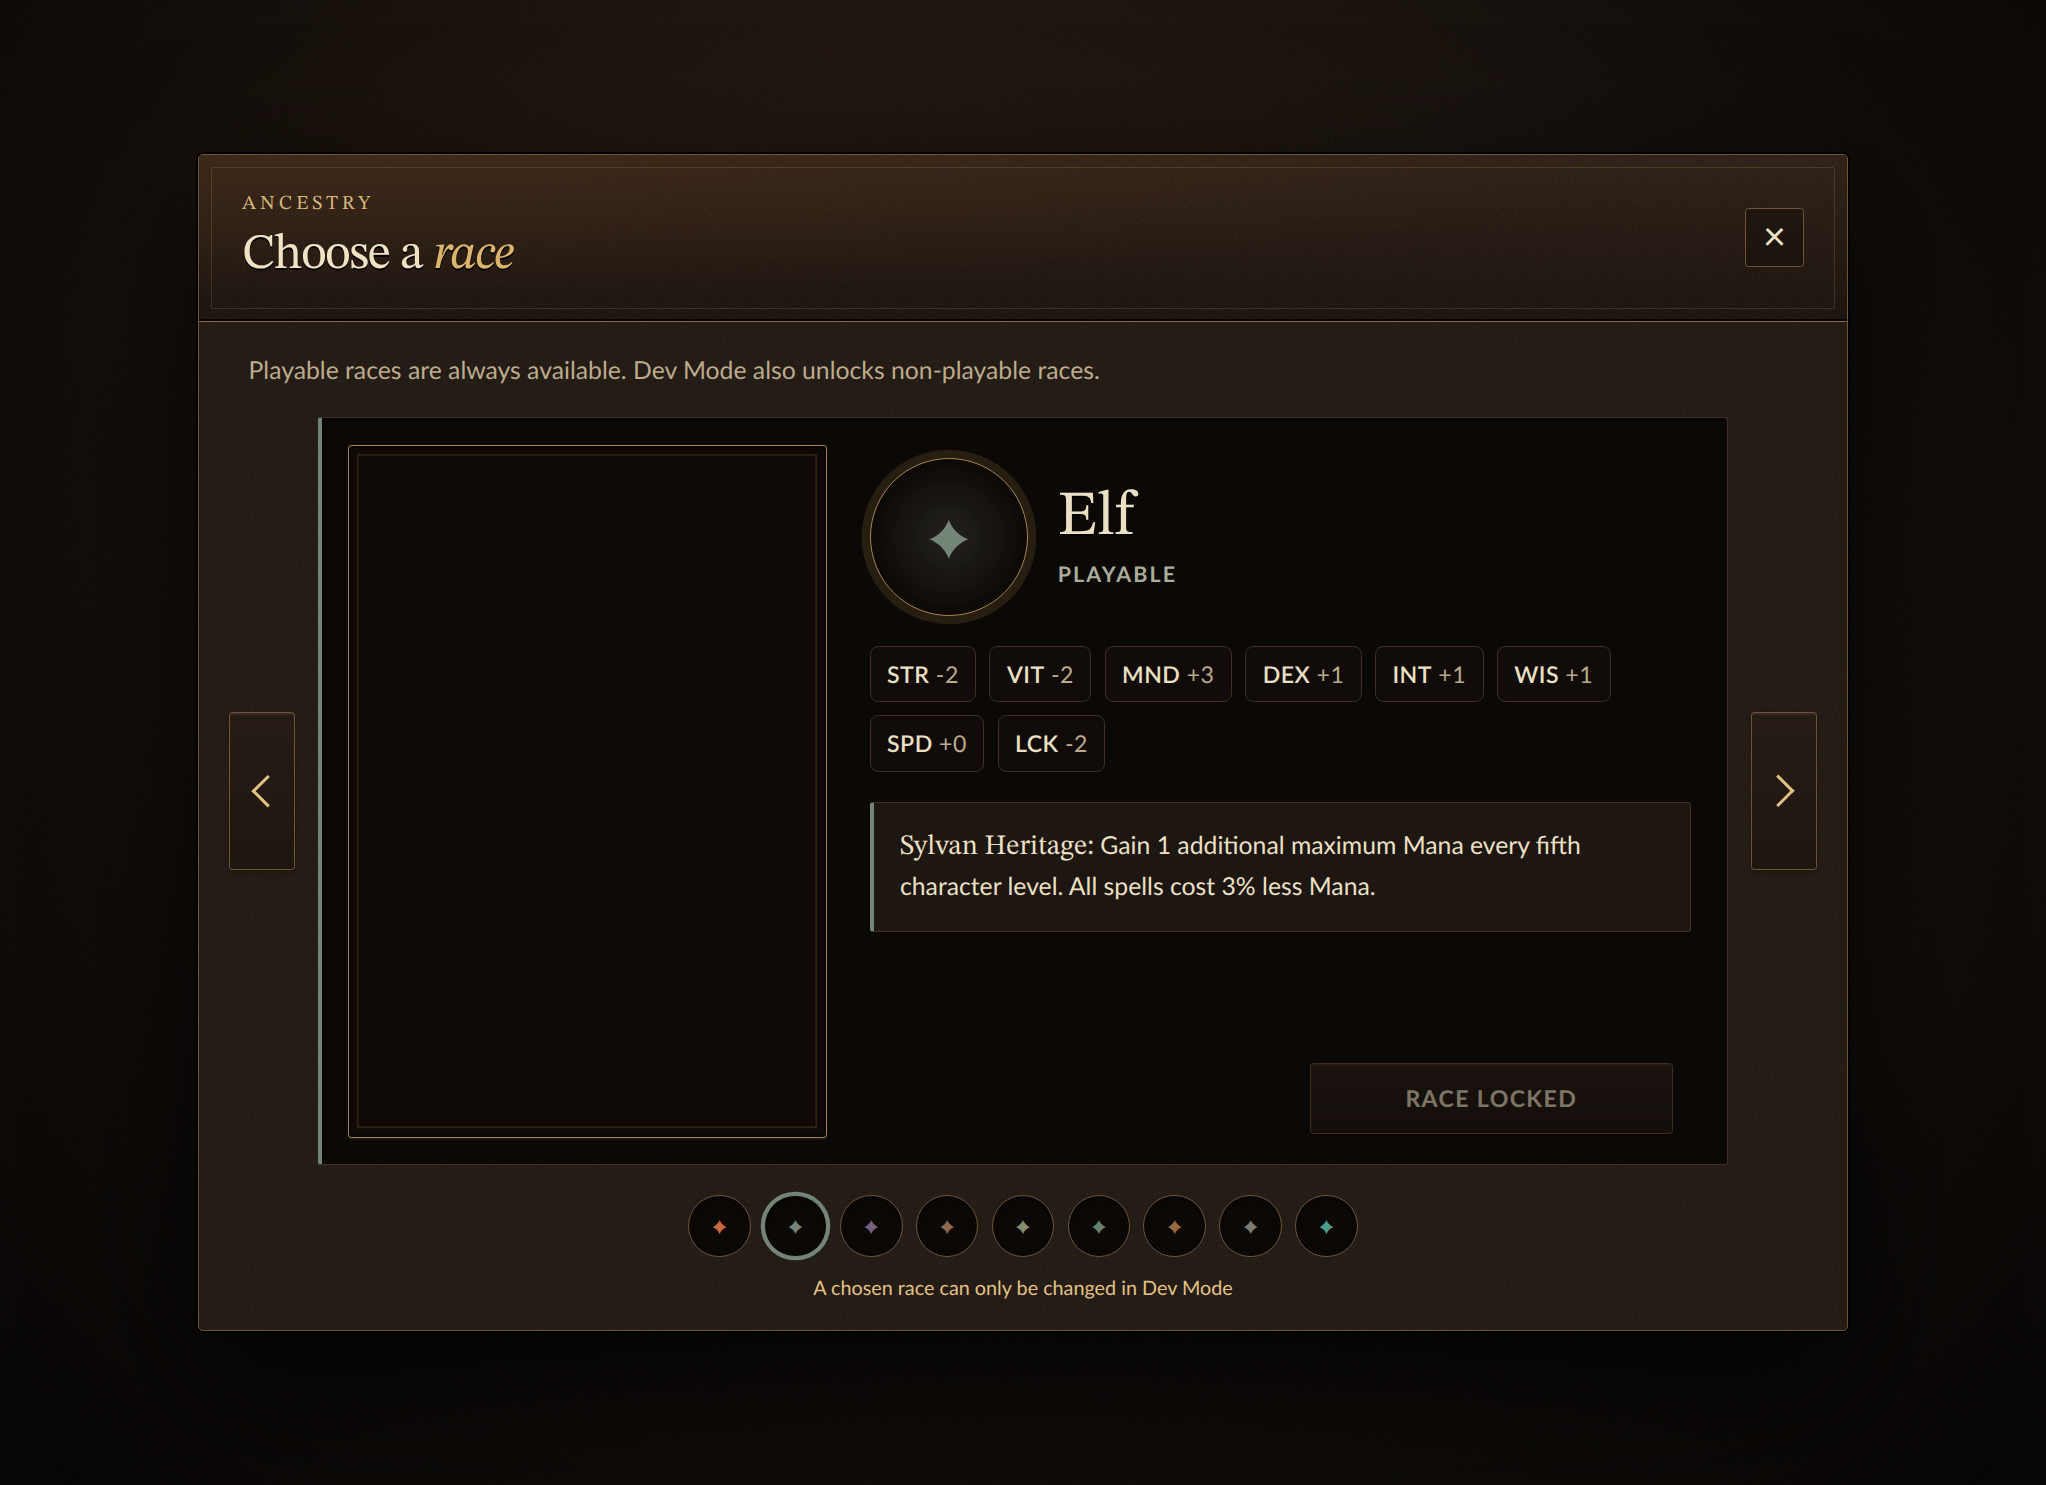 ANCESTRY
Choose a race
Playable races are always available. Dev Mode also unlocks non-playable races.
Elf
PLAYABLE
STR -2 VIT -2 MND +3 DEX +1 INT +1 WIS +1
SPD +0 LCK -2
Sylvan Heritage: Gain 1 additional maximum Mana every fifth
character level. All spells cost 3% less Mana.
RACE LOCKED
A chosen race can only be changed in Dev Mode